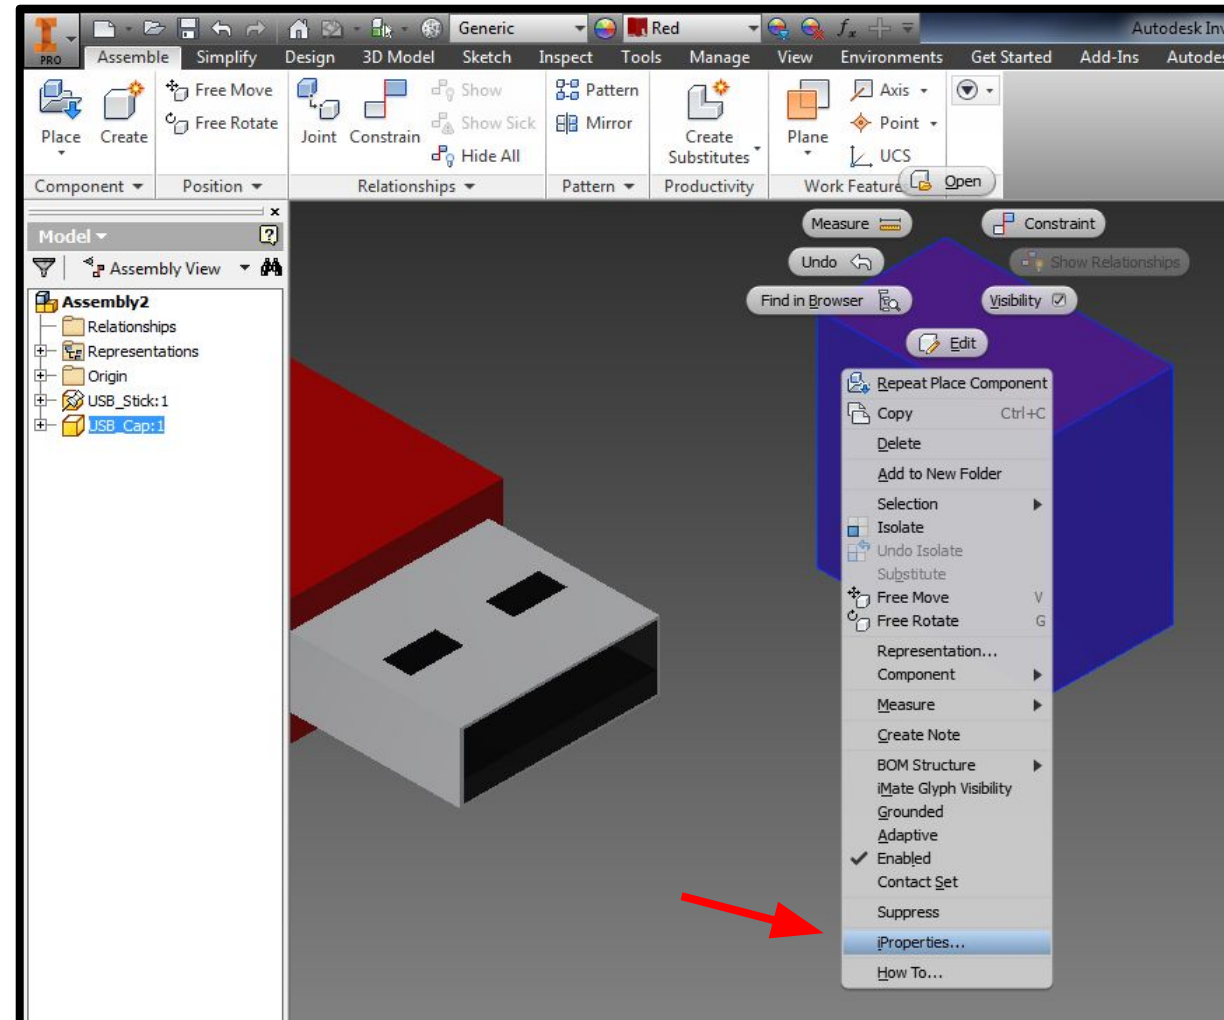 Generic
Red
fx
Autodesk Inv
PRO
Assemble
Simplify
Design
3D Model
Sketch
Inspect
Tools
Manage
View
Environments
Get Started
Add-Ins
Autodes
Place
Create
Free Move
Free Rotate
Joint
Constrain
Show
Show Sick
Hide All
Pattern
Mirror
Create
Substitutes
Plane
Axis
Point
UCS
Component
Position
Relationships
Pattern
Productivity
Work Feature
Open
Model
Assembly View
Assembly2
Relationships
Representations
Origin
USB_Stick:1
USB_Cap:1
Measure
Constraint
Undo
Show Relationships
Find in Browser
Visibility
Edit
Repeat Place Component
Copy Ctrl+C
Delete
Add to New Folder
Selection
Isolate
Undo Isolate
Substitute
Free Move V
Free Rotate G
Representation...
Component
Measure
Create Note
BOM Structure
iMate Glyph Visibility
Grounded
Adaptive
Enabled
Contact Set
Suppress
iProperties...
How To...